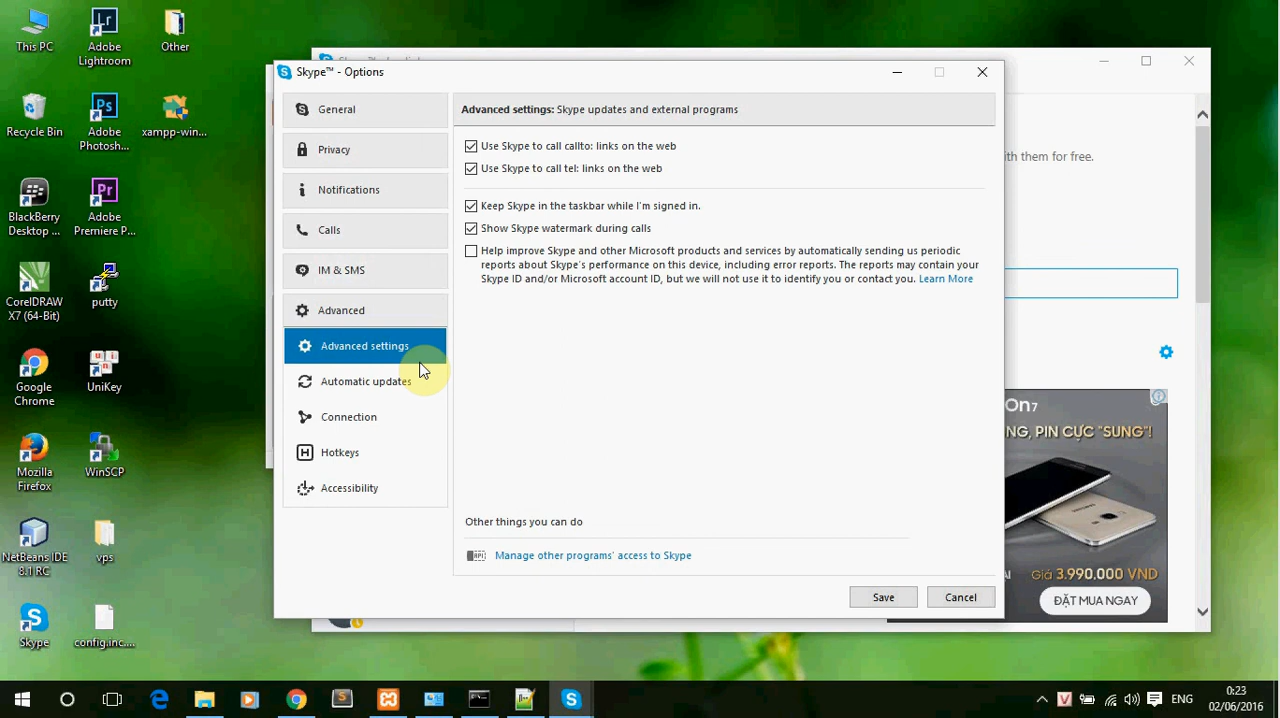 This PC
Adobe
Lightroom
Other
Recycle Bin
Adobe
Photosh...
xampp-win...
BlackBerry
Desktop ...
Adobe
Premiere P...
CorelDRAW
X7 (64-Bit)
putty
Google
Chrome
UniKey
Mozilla
Firefox
WinSCP
NetBeans IDE
8.1 RC
vps
Skype
config.inc....
Skype™ - Options
General
Privacy
Notifications
Calls
IM & SMS
Advanced
Advanced settings
Automatic updates
Connection
Hotkeys
Accessibility
Advanced settings: Skype updates and external programs
Use Skype to call callto: links on the web
Use Skype to call tel: links on the web
Keep Skype in the taskbar while I'm signed in.
Show Skype watermark during calls
Help improve Skype and other Microsoft products and services by automatically sending us periodic
reports about Skype's performance on this device, including error reports. The reports may contain your
Skype ID and/or Microsoft account ID, but we will not use it to identify you or contact you. Learn More
Other things you can do
API
Manage other programs' access to Skype
Save
Cancel
th them for free.
On7
NG, PIN CỰC "SUNG"!
Giá 3.990.000 VND
ĐẶT MUA NGAY
ENG
0:23
02/06/2016